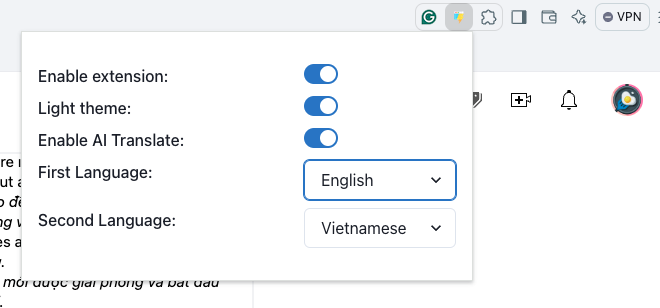 VPN
Enable extension:
Light theme:
Enable AI Translate:
First Language:
English
Second Language:
Vietnamese
mới được giải phóng và bắt đầu